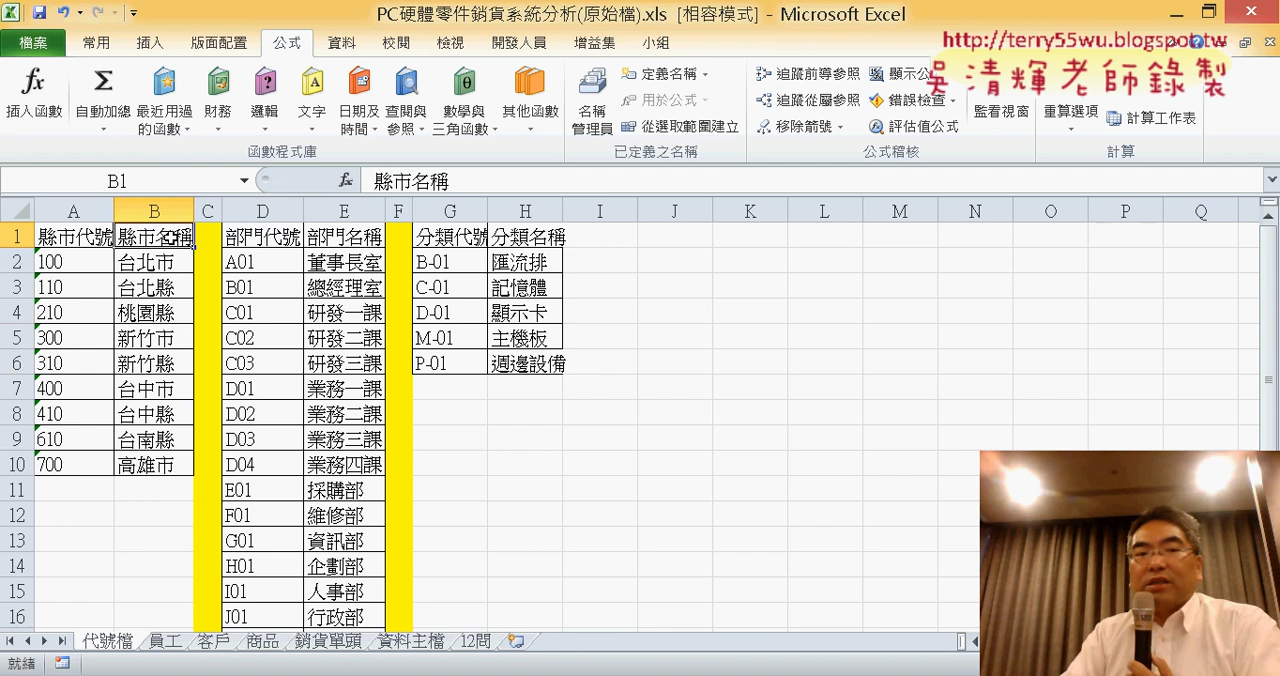 PC硬體零件銷貨系統分析(原始檔).xls [相容模式] - Microsoft Excel
檔案 常用 插入 版面配置 公式 資料 校閱 檢視 開發人員 增益集 小組
http://terry55wu.blogspot.tw
吳清輝老師錄製
fx 插入函數
Σ 自動加總
最近用過的函數
財務
邏輯
文字
日期及時間
查閱與參照
數學與三角函數
其他函數
函數程式庫
名稱管理員
定義名稱
用於公式
從選取範圍建立
已定義之名稱
追蹤前導參照
追蹤從屬參照
移除箭號
顯示公
錯誤檢查
評估值公式
公式稽核
監看視窗
重算選項
計算工作表
計算
B1 fx 縣市名稱
A B C D E F G H I J K L M N O P Q
1 縣市代號 縣市名稱 部門代號 部門名稱 分類代號 分類名稱
2 100 台北市 A01 董事長室 B-01 匯流排
3 110 台北縣 B01 總經理室 C-01 記憶體
4 210 桃園縣 C01 研發一課 D-01 顯示卡
5 300 新竹市 C02 研發二課 M-01 主機板
6 310 新竹縣 C03 研發三課 P-01 週邊設備
7 400 台中市 D01 業務一課
8 410 台中縣 D02 業務二課
9 610 台南縣 D03 業務三課
10 700 高雄市 D04 業務四課
11 E01 採購部
12 F01 維修部
13 G01 資訊部
14 H01 企劃部
15 I01 人事部
16 J01 行政部
代號檔 員工 客戶 商品 銷貨單頭 資料主檔 12問
就緒